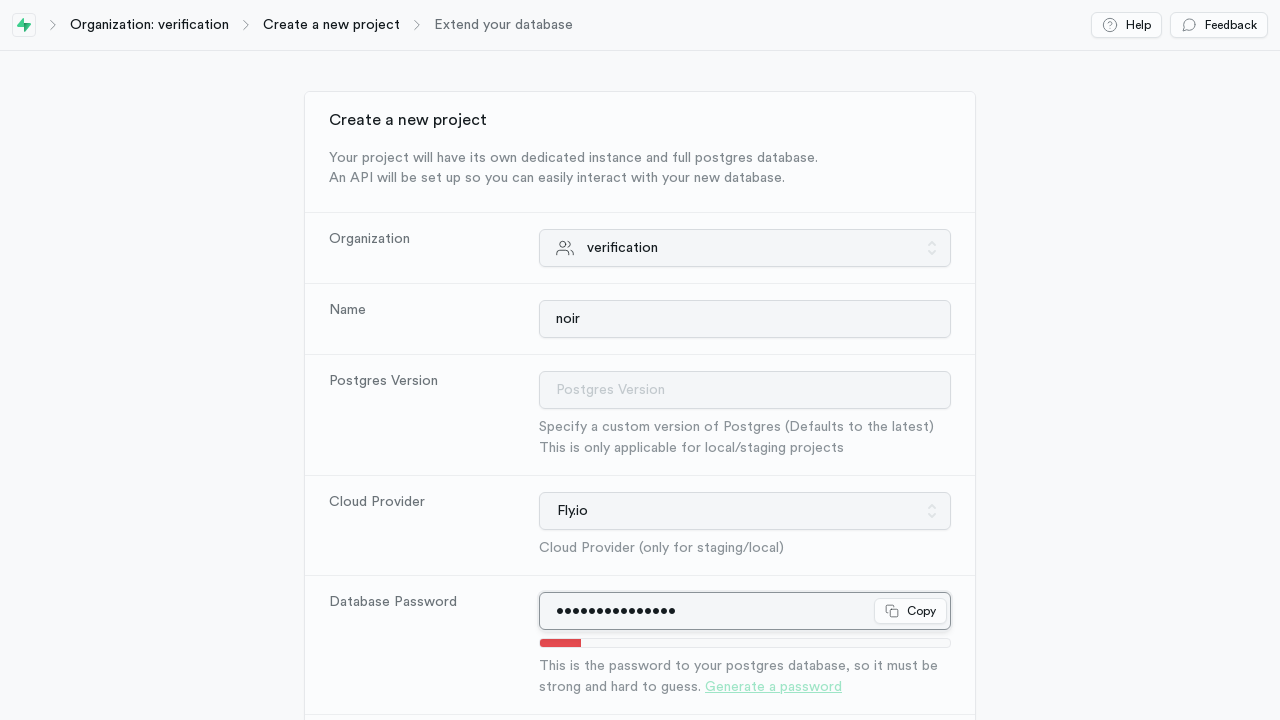 Organization: verification
Create a new project
Extend your database
Help
Feedback
Create a new project
Your project will have its own dedicated instance and full postgres database.
An API will be set up so you can easily interact with your new database.
Organization
verification
Name
noir
Postgres Version
Postgres Version
Specify a custom version of Postgres (Defaults to the latest)
This is only applicable for local/staging projects
Cloud Provider
Fly.io
Cloud Provider (only for staging/local)
Database Password
•••••••••••••••
Copy
This is the password to your postgres database, so it must be
strong and hard to guess. Generate a password